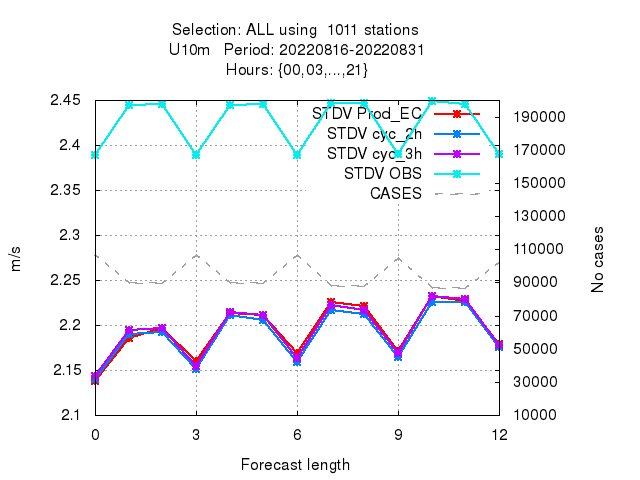 Selection: ALL using  1011 stations
U10m   Period: 20220816-20220831
Hours: {00,03,...,21}
STDV Prod_EC
STDV cyc_2h
STDV cyc_3h
STDV OBS
CASES
2.45
2.4
2.35
2.3
2.25
2.2
2.15
2.1
190000
170000
150000
130000
110000
90000
70000
50000
30000
10000
m/s
No cases
0 3 6 9 12
Forecast length